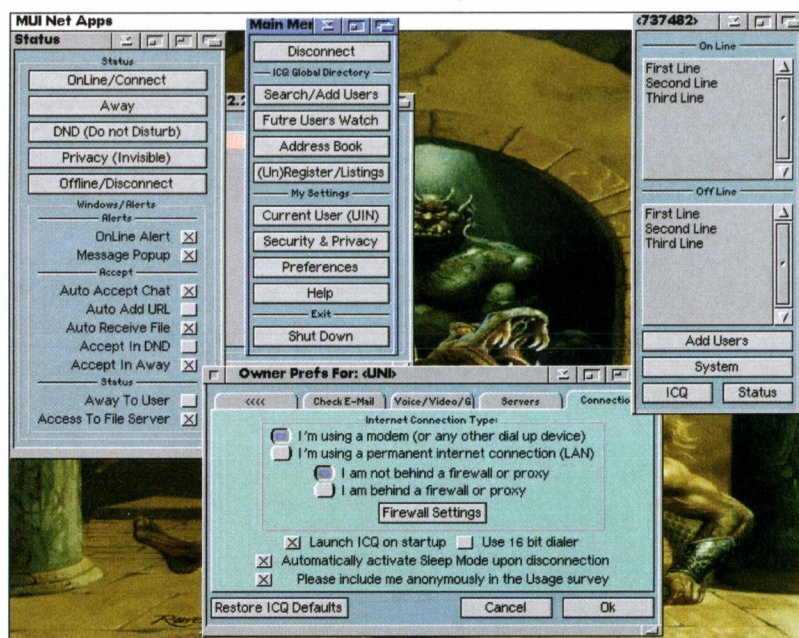 MUI Net Apps
Status
Status
OnLine/Connect
Away
DND (Do not Disturb)
Privacy (Invisible)
Offline/Disconnect
Windows/Alerts
Alerts
OnLine Alert
Message Popup
Accept
Auto Accept Chat
Auto Add URL
Auto Receive File
Accept In DND
Accept In Away
Status
Away To User
Access To File Server
2.2
Main Mer
Disconnect
ICQ Global Directory
Search/Add Users
Futre Users Watch
Address Book
(Un)Register/Listings
My Settings
Current User (UIN)
Security & Privacy
Preferences
Help
Exit
Shut Down
<737482>
On Line
First Line
Second Line
Third Line
Off Line
First Line
Second Line
Third Line
Add Users
System
ICQ
Status
Owner Prefs For: <UNI>
<<<<
Check E-Mail
Voice/Video/G
Servers
Connectio
Internet Connection Type:
I'm using a modem (or any other dial up device)
I'm using a permanent internet connection (LAN)
I am not behind a firewall or proxy
I am behind a firewall or proxy
Firewall Settings
Launch ICQ on startup
Use 16 bit dialer
Automatically activate Sleep Mode upon disconnection
Please include me anonymously in the Usage survey
Restore ICQ Defaults
Cancel
Ok